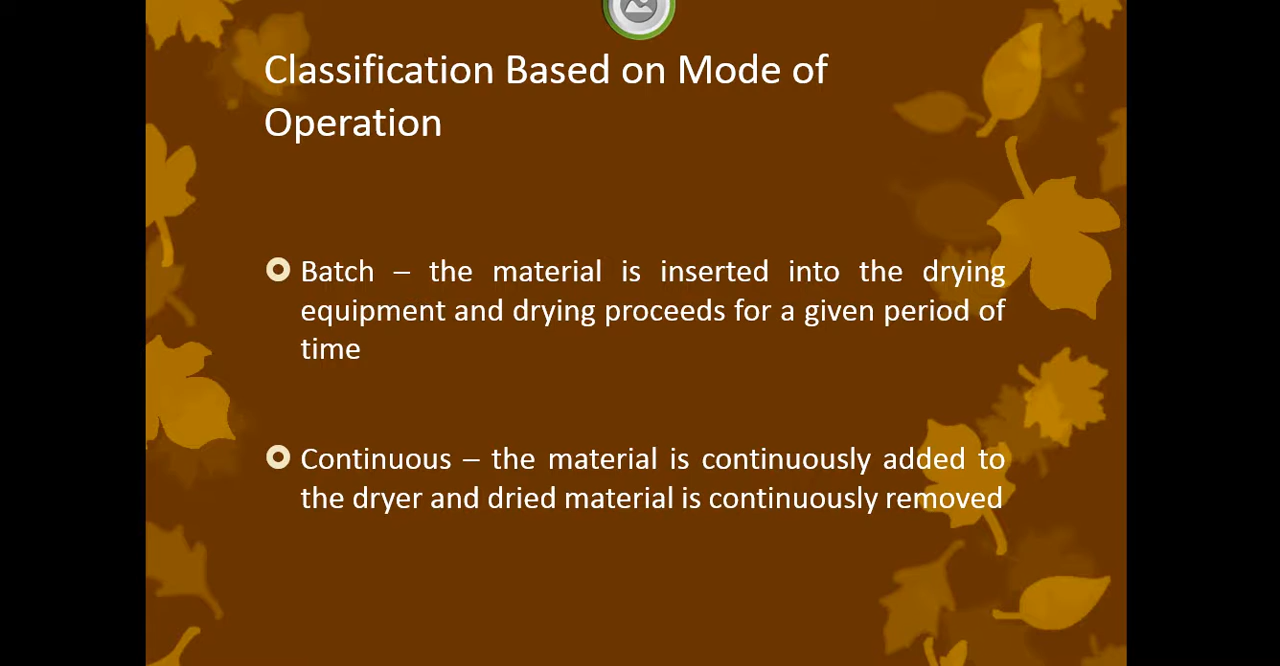 Classification Based on Mode of
Operation
Batch – the material is inserted into the drying
equipment and drying proceeds for a given period of
time
Continuous – the material is continuously added to
the dryer and dried material is continuously removed